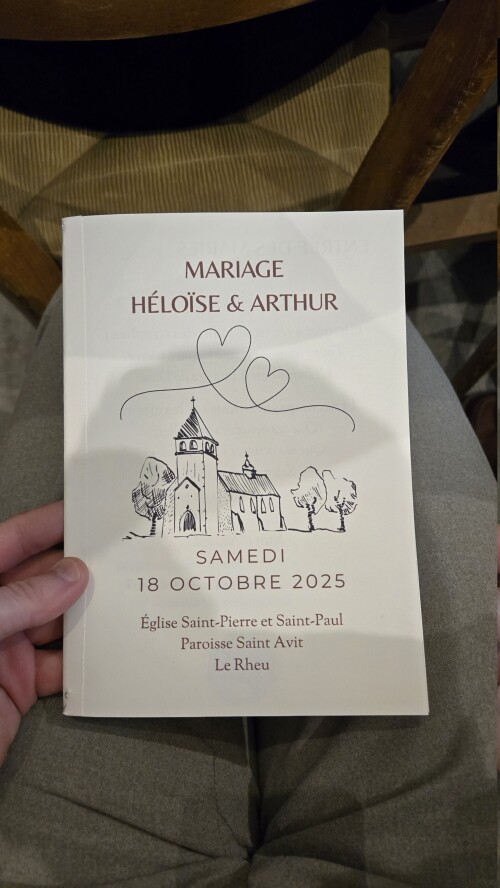 MARIAGE
HÉLOÏSE & ARTHUR
SAMEDI
18 OCTOBRE 2025
Église Saint-Pierre et Saint-Paul
Paroisse Saint Avit
Le Rheu